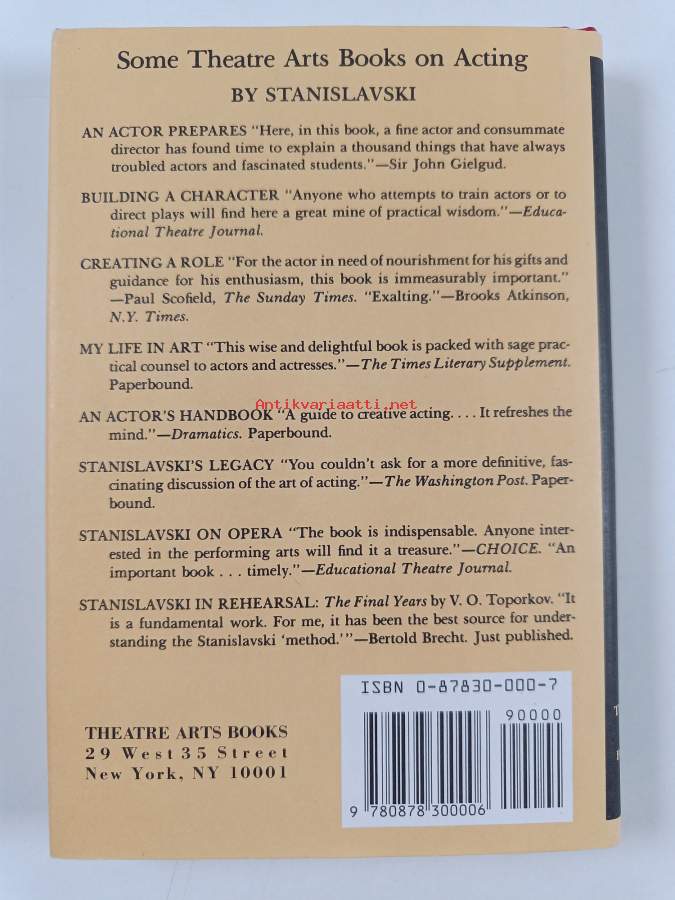 Some Theatre Arts Books on Acting
BY STANISLAVSKI
AN ACTOR PREPARES "Here, in this book, a fine actor and consummate
director has found time to explain a thousand things that have always
troubled actors and fascinated students."—Sir John Gielgud.
BUILDING A CHARACTER "Anyone who attempts to train actors or to
direct plays will find here a great mine of practical wisdom."—Educa-
tional Theatre Journal.
CREATING A ROLE "For the actor in need of nourishment for his gifts and
guidance for his enthusiasm, this book is immeasurably important."
—Paul Scofield, The Sunday Times. "Exalting."—Brooks Atkinson,
N.Y. Times.
MY LIFE IN ART "This wise and delightful book is packed with sage prac-
tical counsel to actors and actresses."—The Times Literary Supplement.
Paperbound.
Antikvariaatti.net
AN ACTOR'S HANDBOOK "A guide to creative acting. . . . It refreshes the
mind."—Dramatics. Paperbound.
STANISLAVSKI'S LEGACY "You couldn't ask for a more definitive, fas-
cinating discussion of the art of acting."—The Washington Post. Paper-
bound.
STANISLAVSKI ON OPERA "The book is indispensable. Anyone inter-
ested in the performing arts will find it a treasure."—CHOICE. "An
important book . . . timely."—Educational Theatre Journal.
STANISLAVSKI IN REHEARSAL: The Final Years by V. O. Toporkov. "It
is a fundamental work. For me, it has been the best source for under-
standing the Stanislavski 'method.'"—Bertold Brecht. Just published.
THEATRE ARTS BOOKS
29 West 35 Street
New York, NY 10001
ISBN 0-87830-000-7
90000
9 780878 300006